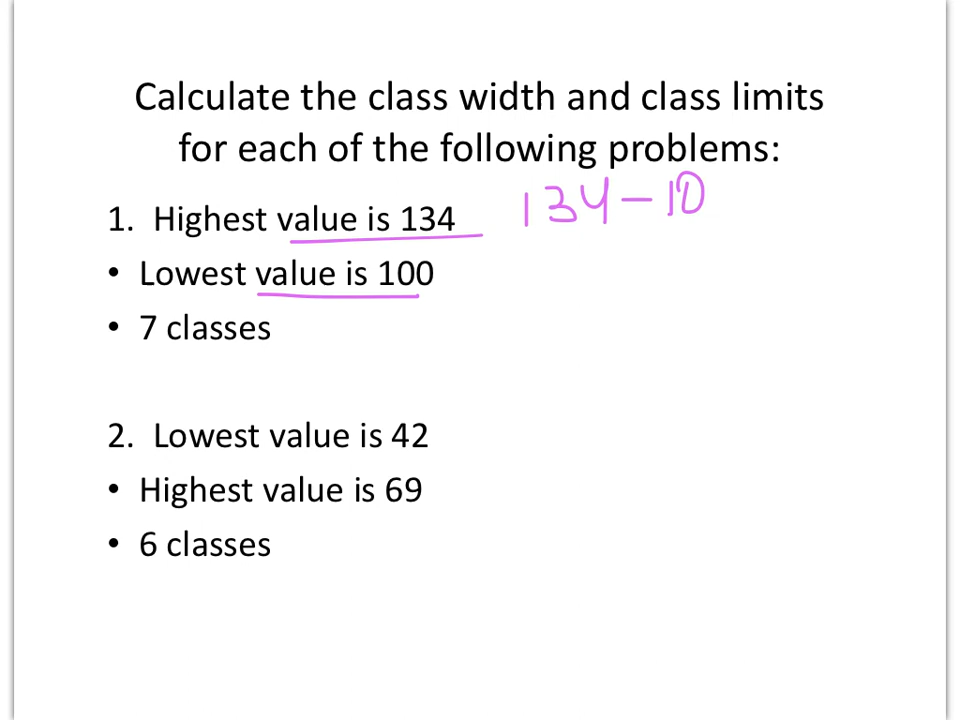 Calculate the class width and class limits
for each of the following problems:
1. Highest value is 134
134-10
• Lowest value is 100
• 7 classes
2. Lowest value is 42
• Highest value is 69
• 6 classes